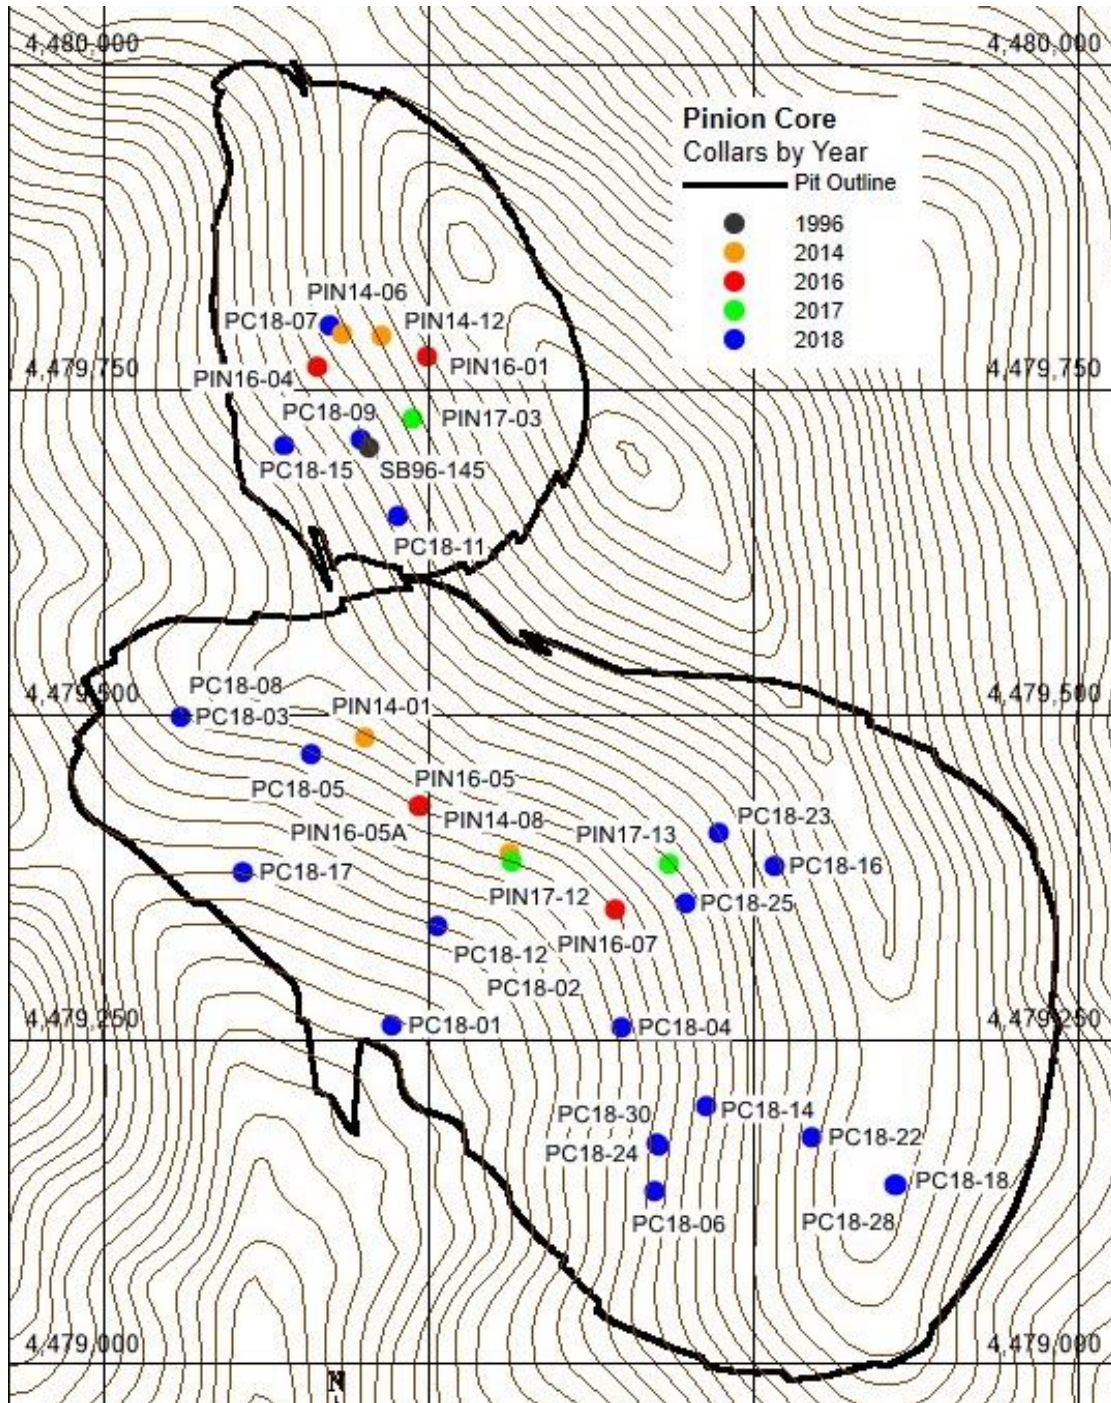 4,480,000
4,480,000
Pinion Core
Collars by Year
Pit Outline
1996
2014
2016
2017
2018
PIN14-06
PC18-07
PIN14-12
PIN16-01
PIN16-04
4,479,750
4,479,750
PC18-09
PIN17-03
PC18-15
SB96-145
PC18-11
PC18-08
4,479,500
4,479,500
PC18-03
PIN14-01
PC18-05
PIN16-05
PIN14-08
PIN16-05A
PIN17-13
PC18-23
PC18-16
PC18-17
PIN17-12
PC18-25
PC18-12
PIN16-07
PC18-02
4,479,250
4,479,250
PC18-01
PC18-04
PC18-30
PC18-14
PC18-24
PC18-22
PC18-18
PC18-06
PC18-28
4,479,000
4,479,000
N